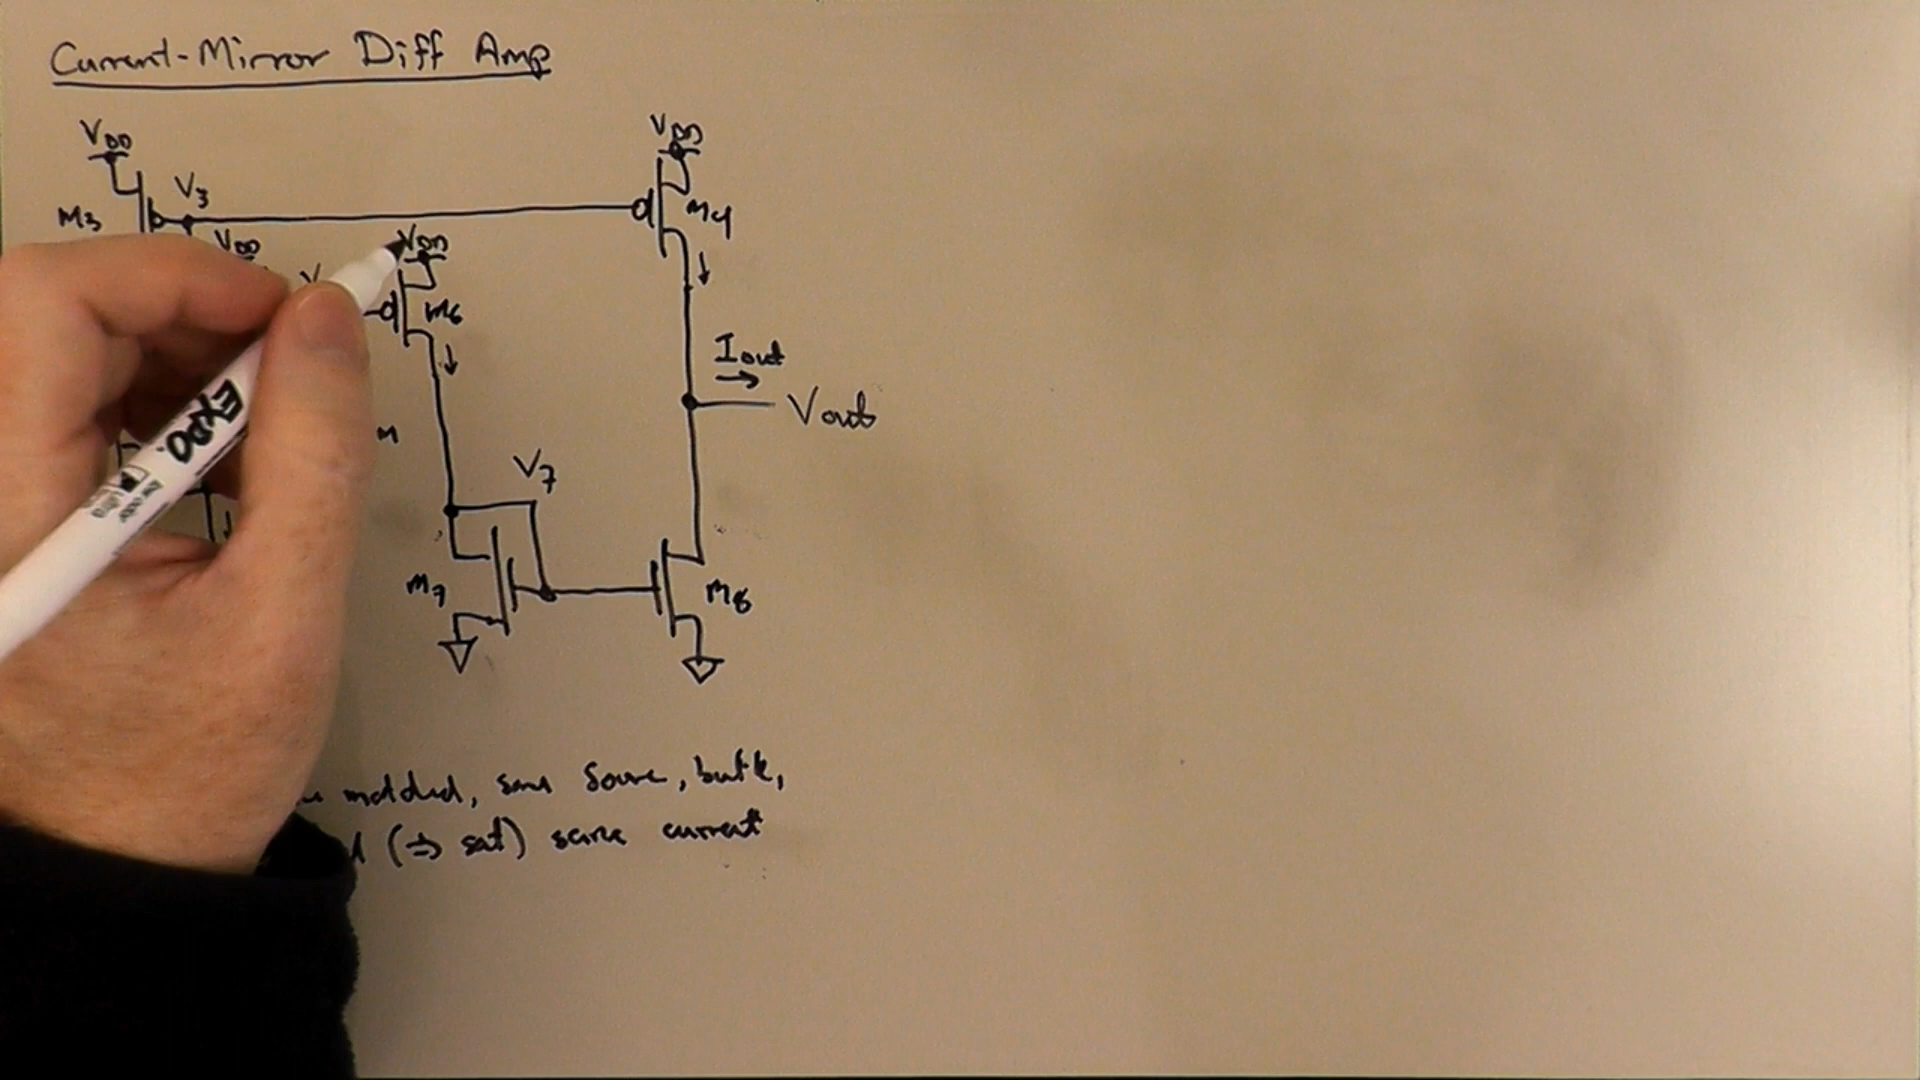 Current-Mirror Diff Amp
VDD
VDD
V3
M3
M4
VDD
VDD
V
M6
Iout
Vout
M
V7
M7
M8
EXPO
matched, same source, bulk,
(⇒ sat) same current